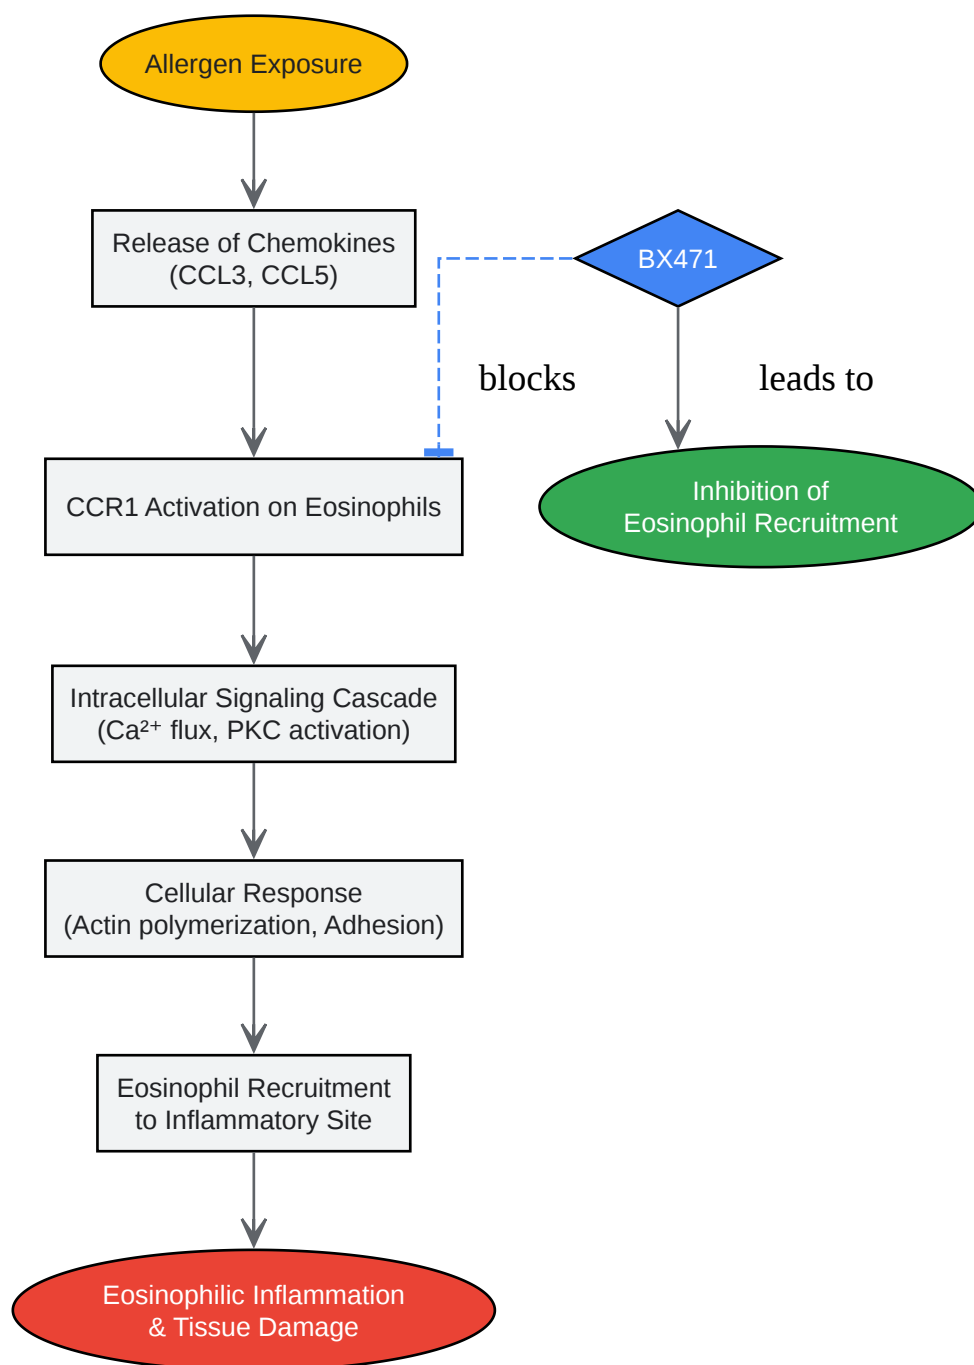 Allergen Exposure
Release of Chemokines
(CCL3, CCL5)
BX471
blocks
leads to
CCR1 Activation on Eosinophils
Inhibition of
Eosinophil Recruitment
Intracellular Signaling Cascade
(Ca²⁺ flux, PKC activation)
Cellular Response
(Actin polymerization, Adhesion)
Eosinophil Recruitment
to Inflammatory Site
Eosinophilic Inflammation
& Tissue Damage